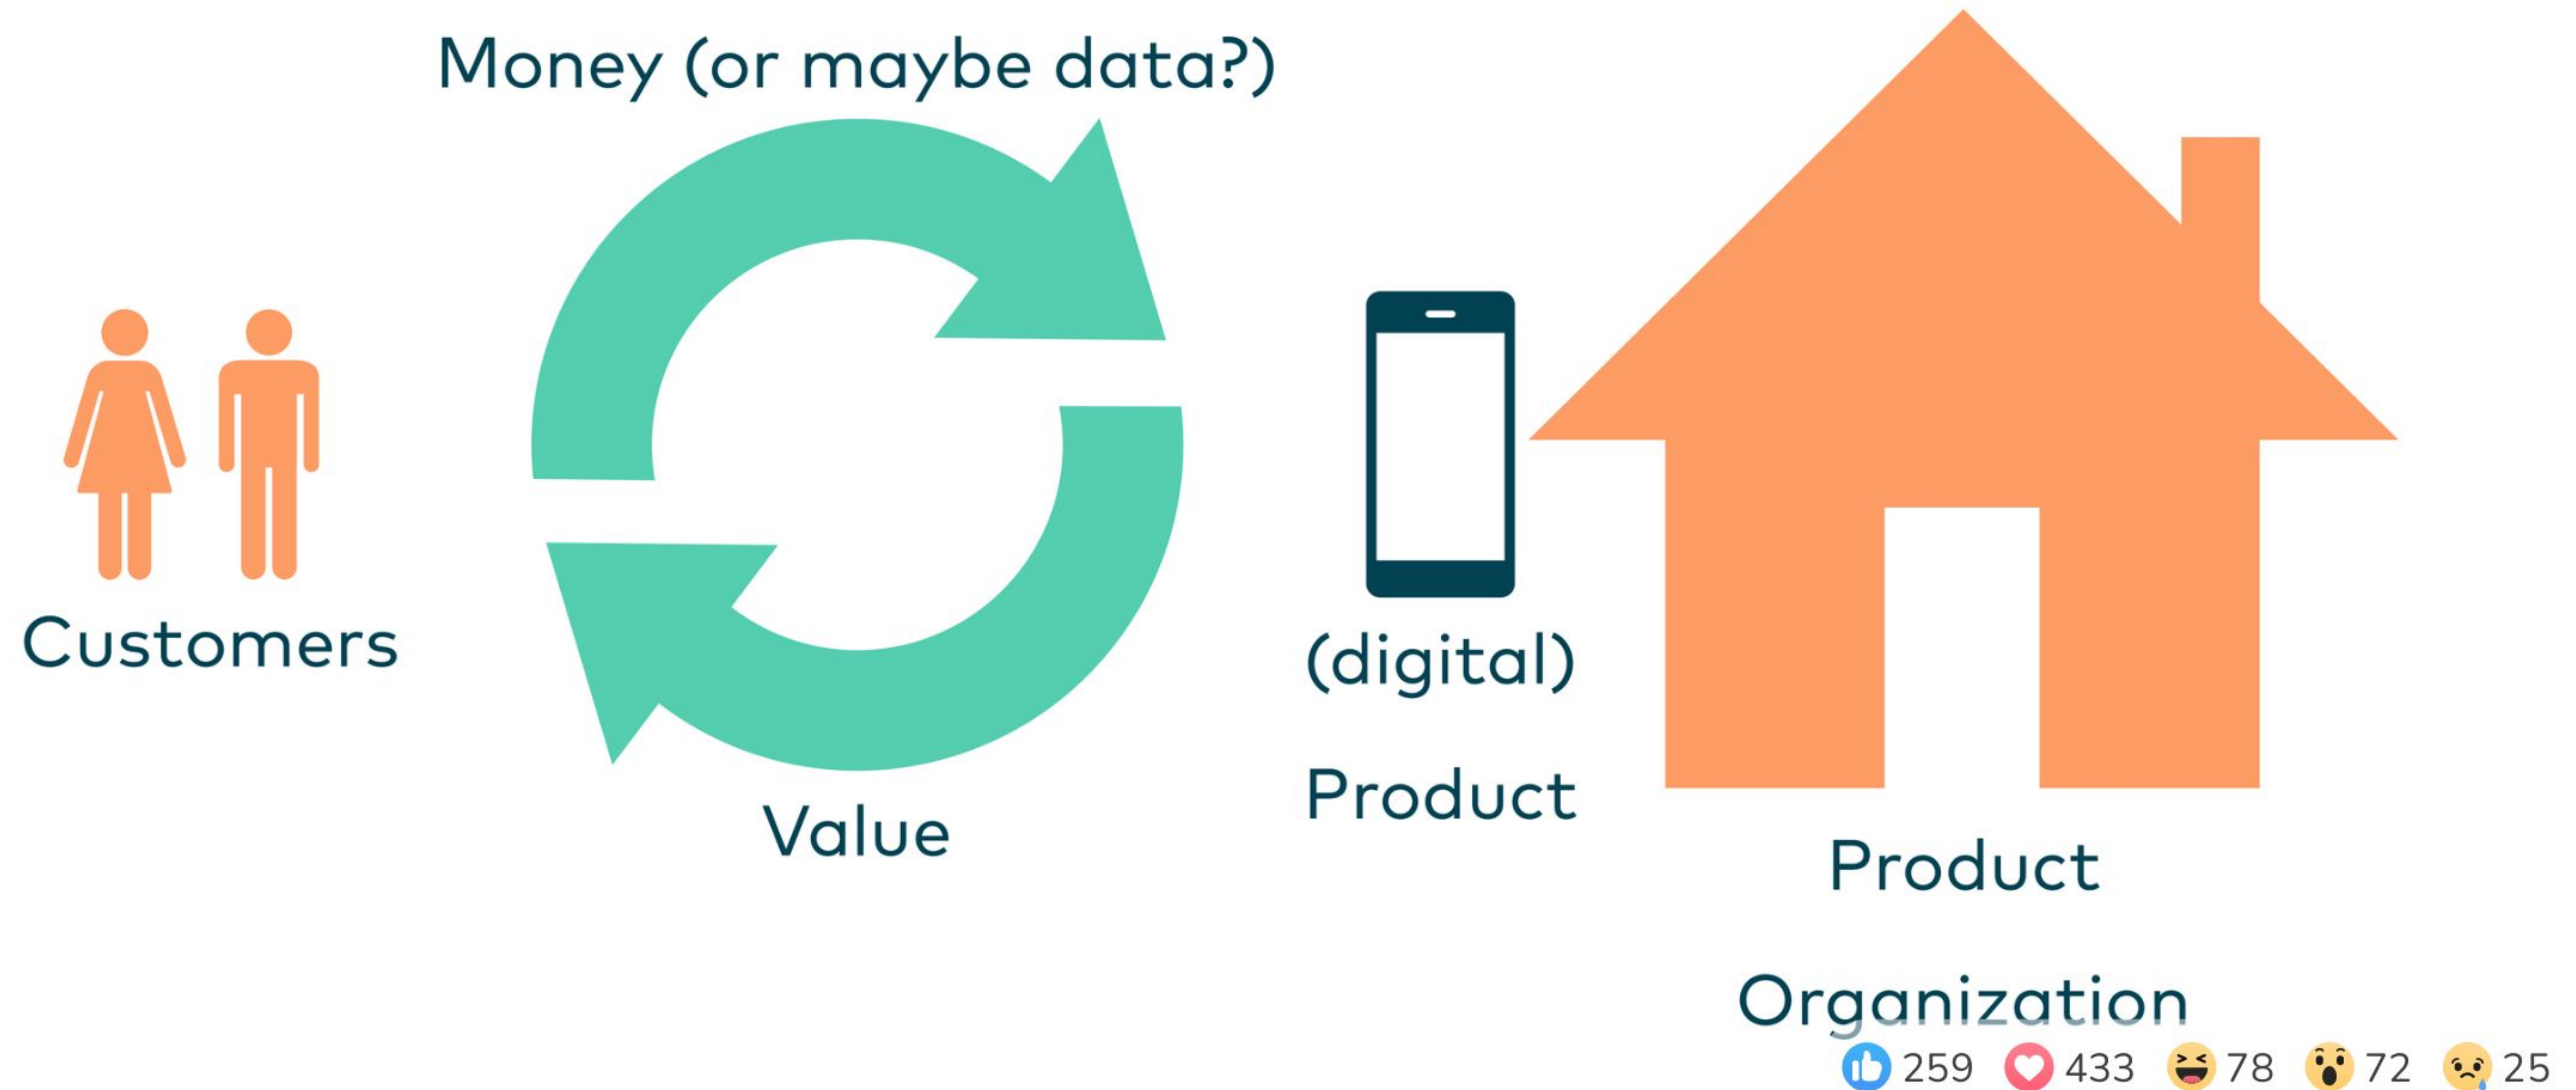 Money (or maybe data?)
Customers
Value
(digital)
Product
Product
Organization
259 433 78 72 25